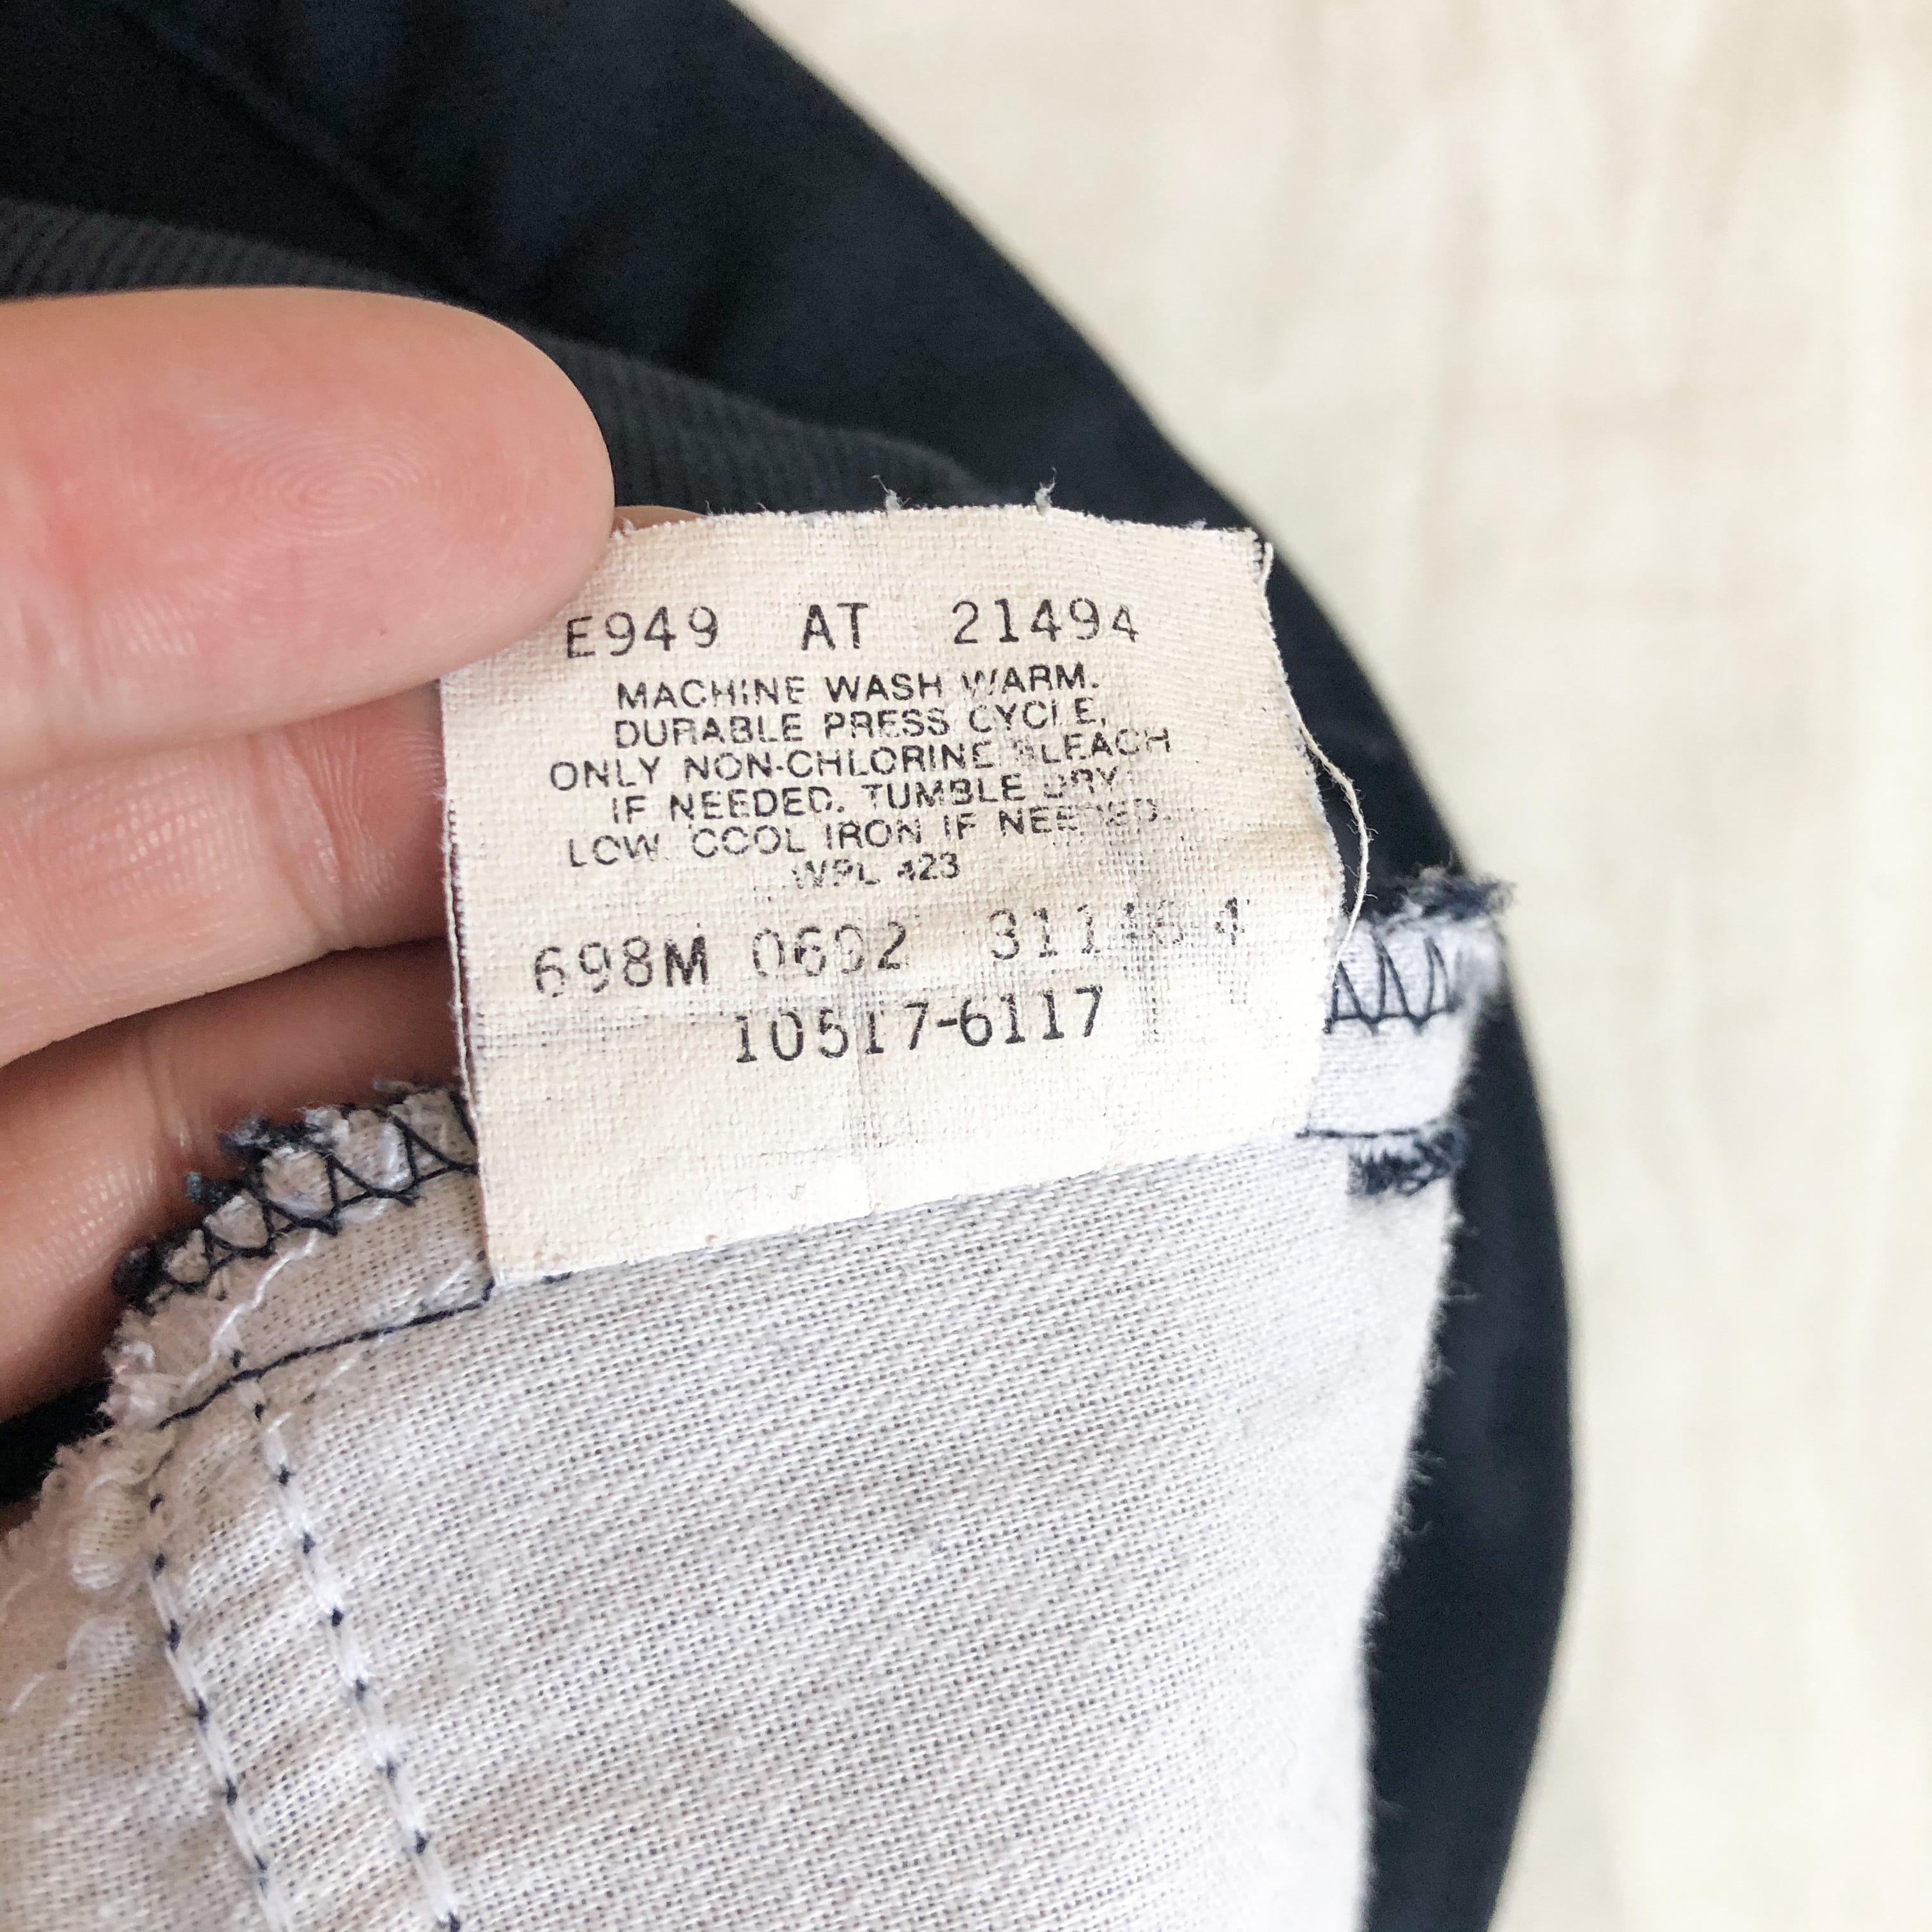 E949 AT 21494
MACHINE WASH WARM.
DURABLE PRESS CYCLE,
ONLY NON-CHLORINE BLEACH
IF NEEDED. TUMBLE DRY
LOW. COOL IRON IF NEEDED.
WPL 423
698M 0692
10517-6117